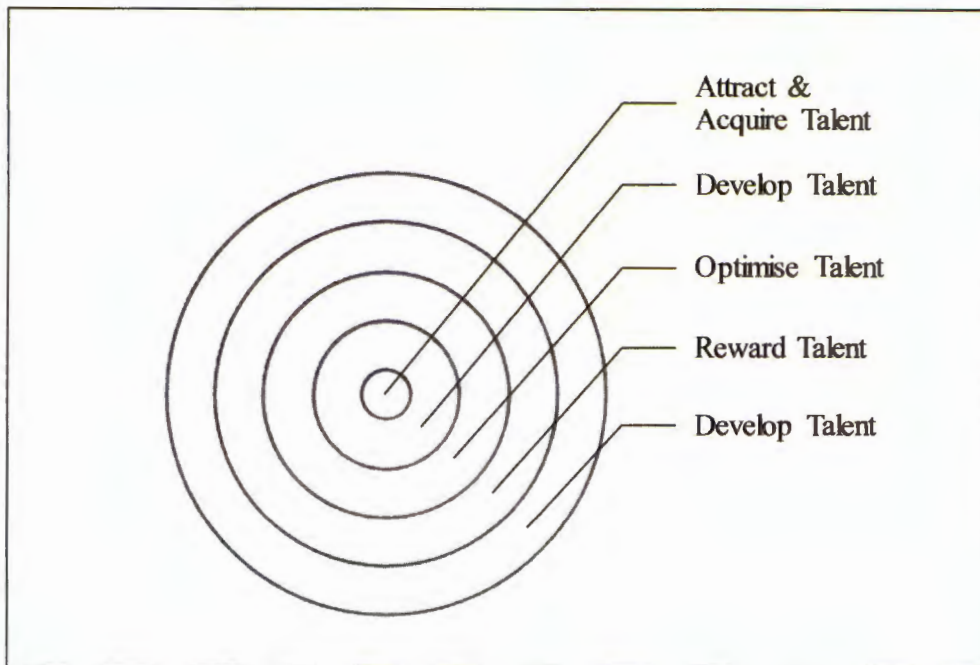 Attract &
Acquire Talent
Develop Talent
Optimise Talent
Reward Talent
Develop Talent